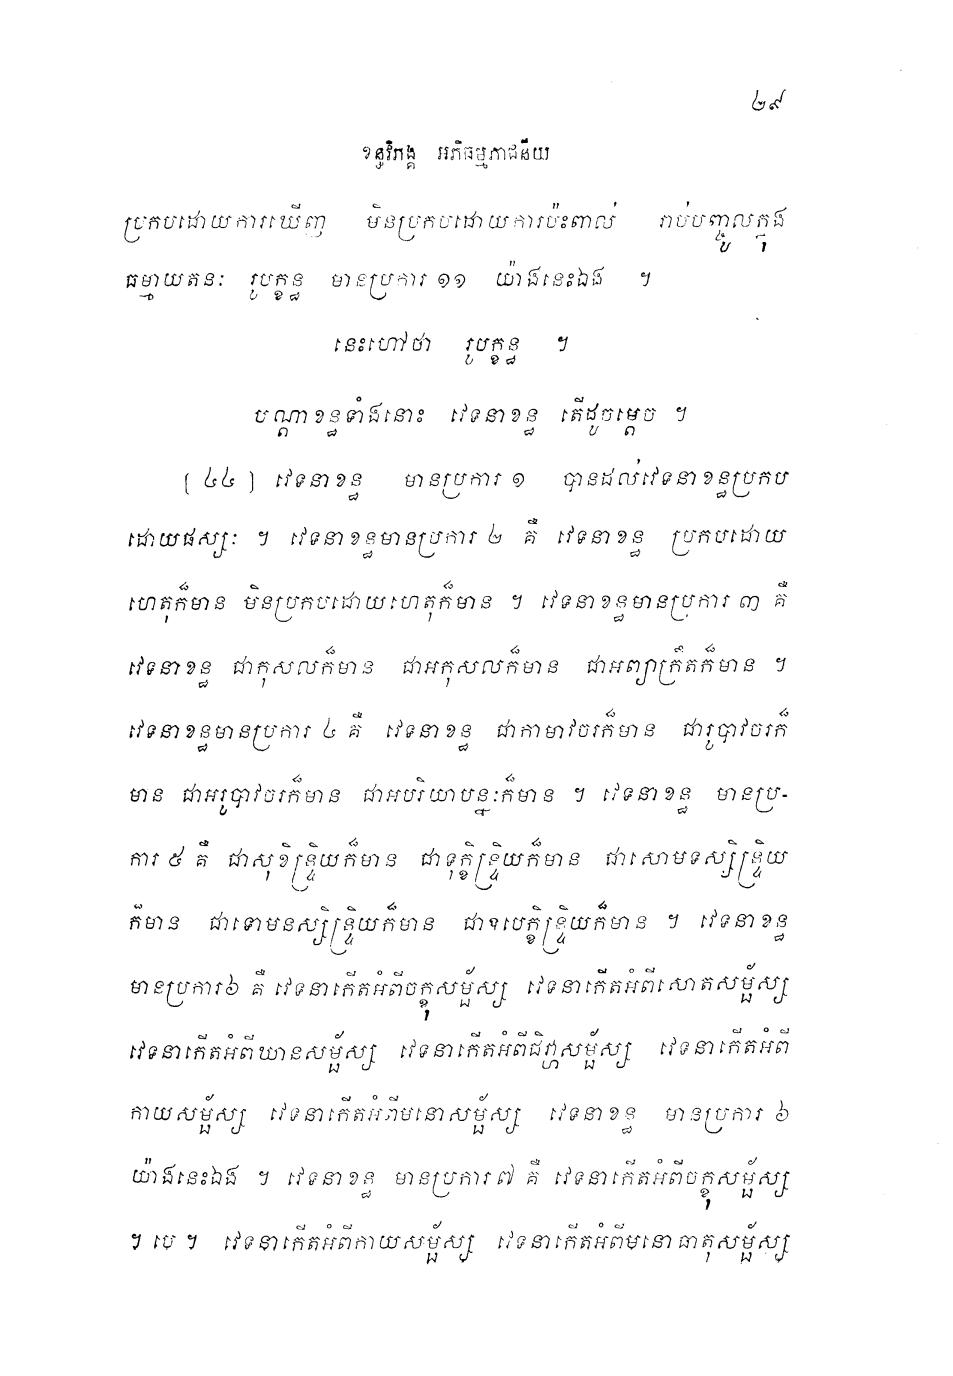 ២៩
ខន្ធវិភង្គ អភិធម្មភាជនីយ
ប្រកបដោយការឃើញ មិនប្រកបដោយការប៉ះពាល់ រាប់បញ្ចូលក្នុង
ធម្មាយតនៈ រូបក្ខន្ធ មានប្រការ ១១ យ៉ាងនេះឯង ។
នេះហៅថា រូបក្ខន្ធ ។
បណ្តាខន្ធទាំងនោះ វេទនាខន្ធ តើដូចម្តេច ។
[ ៤៤ ] វេទនាខន្ធ មានប្រការ ១ បានដល់វេទនាខន្ធប្រកប
ដោយផស្សៈ ។ វេទនាខន្ធមានប្រការ ២ គឺ វេទនាខន្ធ ប្រកបដោយ
ហេតុក៏មាន មិនប្រកបដោយហេតុក៏មាន ។ វេទនាខន្ធមានប្រការ ៣ គឺ
វេទនាខន្ធ ជាកុសលក៏មាន ជាអកុសលក៏មាន ជាអព្យាក្រឹតក៏មាន ។
វេទនាខន្ធមានប្រការ ៤ គឺ វេទនាខន្ធ ជាកាមាវចរក៏មាន ជារូបាវចរក៏
មាន ជាអរូបាវចរក៏មាន ជាអបរិយាបន្នៈក៏មាន ។ វេទនាខន្ធ មានប្រ-
ការ ៥ គឺ ជាសុខិន្ទ្រិយក៏មាន ជាទុក្ខិន្ទ្រិយក៏មាន ជាសោមទស្សិន្ទ្រិយ
ក៏មាន ជាទោមនស្សិន្ទ្រិយក៏មាន ជាឧបេក្ខិន្ទ្រិយក៏មាន ។ វេទនាខន្ធ
មានប្រការ៦ គឺ វេទនាកើតអំពីចក្ខុសម្ផ័ស្ស វេទនាកើតអំពីសោតសម្ផ័ស្ស
វេទនាកើតអំពីឃានសម្ផ័ស្ស វេទនាកើតអំពីជិវ្ហាសម្ផ័ស្ស វេទនាកើតអំពី
កាយសម្ផ័ស្ស វេទនាកើតអំពីមនោសម្ផ័ស្ស វេទនាខន្ធ មានប្រការ ៦
យ៉ាងនេះឯង ។ វេទនាខន្ធ មានប្រការ ៧ គឺ វេទនាកើតអំពីចក្ខុសម្ផ័ស្ស
។ បេ ។ វេទនាកើតអំពីកាយសម្ផ័ស្ស វេទនាកើតអំពីមនោធាតុសម្ផ័ស្ស